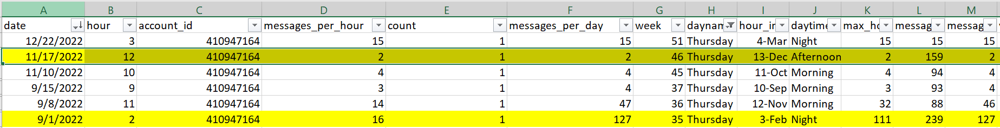 A B C D E F G H I J K L M
date hour account_id messages_per_hour count messages_per_day week daynam hour_in daytime max_ho messag messag
12/22/2022 3 410947164 15 1 15 51 Thursday 4-Mar Night 15 15 15
11/17/2022 12 410947164 2 1 2 46 Thursday 13-Dec Afternoon 2 159 2
11/10/2022 10 410947164 4 1 4 45 Thursday 11-Oct Morning 4 94 4
9/15/2022 9 410947164 3 1 4 37 Thursday 10-Sep Morning 3 93 4
9/8/2022 11 410947164 14 1 47 36 Thursday 12-Nov Morning 32 88 46
9/1/2022 2 410947164 16 1 127 35 Thursday 3-Feb Night 111 239 127